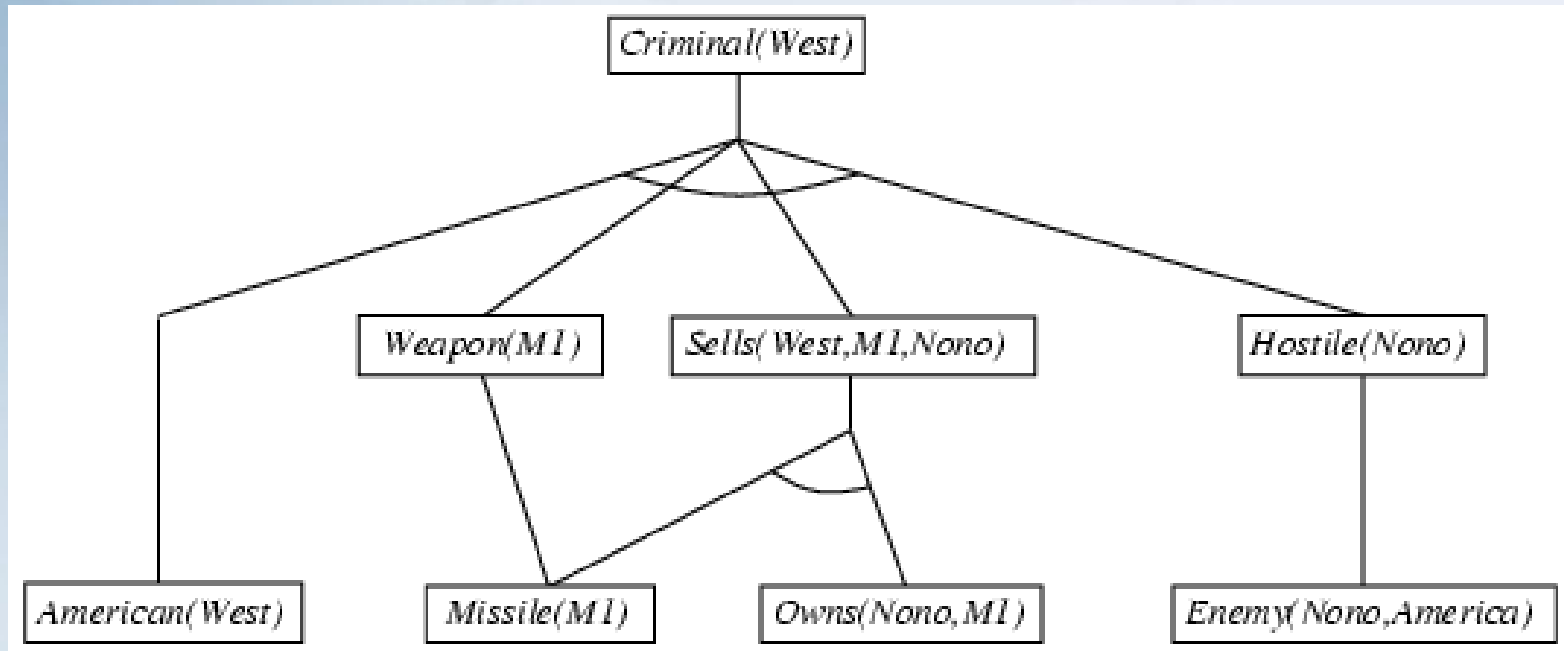 Criminal(West)
Weapon(M1)
Sells(West,M1,Nono)
Hostile(Nono)
American(West)
Missile(M1)
Owns(Nono,M1)
Enemy(Nono,America)